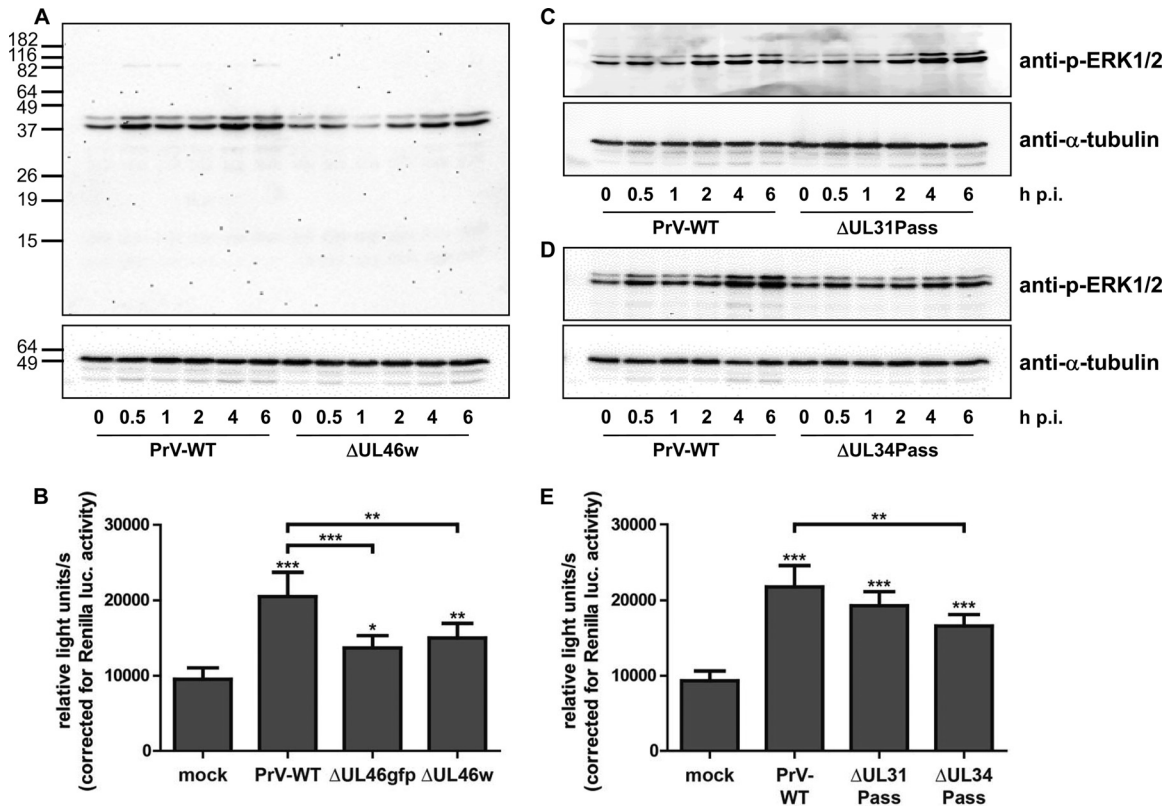 A
182
116
82
64
49
37
26
19
15
64
49
0 0.5 1 2 4 6 0 0.5 1 2 4 6
PrV-WT ΔUL46w
C
anti-p-ERK1/2
anti-α-tubulin
0 0.5 1 2 4 6 0 0.5 1 2 4 6 h p.i.
PrV-WT ΔUL31Pass
D
anti-p-ERK1/2
anti-α-tubulin
0 0.5 1 2 4 6 0 0.5 1 2 4 6 h p.i.
PrV-WT ΔUL34Pass
B
relative light units/s
(corrected for Renilla luc. activity)
30000
20000
10000
0
**
***
***
*
**
mock PrV-WT ΔUL46gfp ΔUL46w
E
relative light units/s
(corrected for Renilla luc. activity)
30000
20000
10000
0
**
***
***
***
mock PrV- ΔUL31 ΔUL34
WT Pass Pass